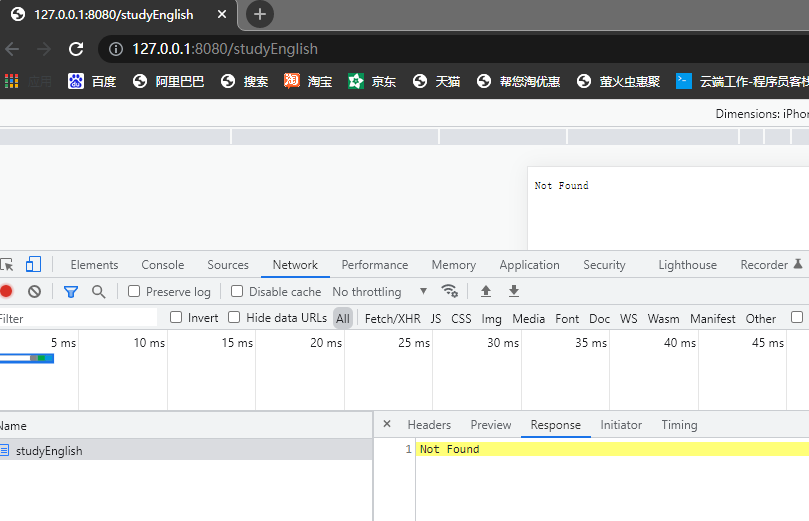 127.0.0.1:8080/studyEnglish
127.0.0.1:8080/studyEnglish
应用 百度 阿里巴巴 搜索 淘宝 京东 天猫 帮您淘优惠 萤火虫惠聚 云端工作-程序员客栈
Dimensions: iPhon
Not Found
Elements Console Sources Network Performance Memory Application Security Lighthouse Recorder
Preserve log Disable cache No throttling
Filter Invert Hide data URLs All Fetch/XHR JS CSS Img Media Font Doc WS Wasm Manifest Other
5 ms 10 ms 15 ms 20 ms 25 ms 30 ms 35 ms 40 ms 45 ms
Name × Headers Preview Response Initiator Timing
studyEnglish 1 Not Found